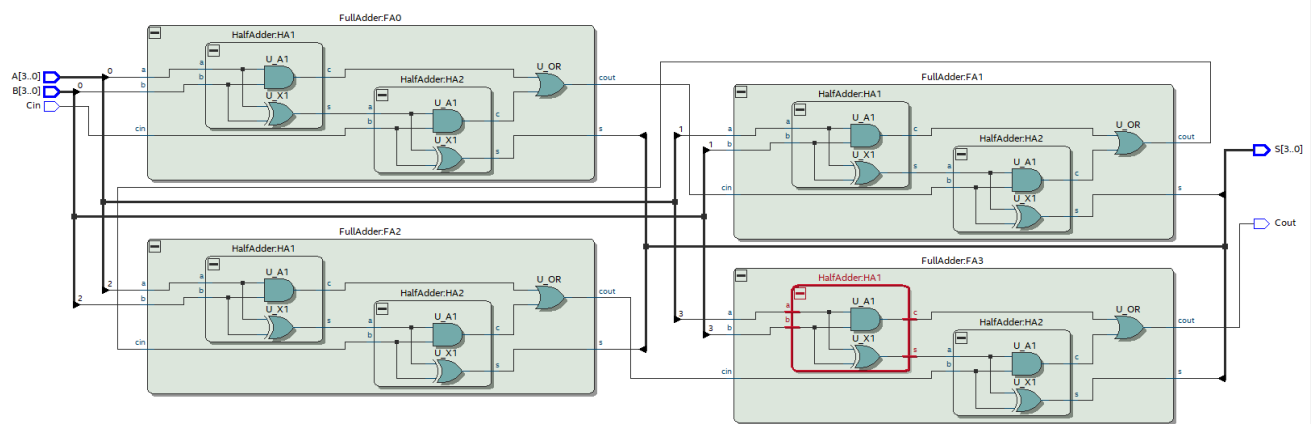 FullAdder:FA0
HalfAdder:HA1
U_A1
A[3..0]
0
a
a
c
U_OR
B[3..0]
0
b
b
HalfAdder:HA2
cout
Cin
U_X1
s
a
U_A1
c
cin
b
U_X1
s
s
FullAdder:FA1
HalfAdder:HA1
U_A1
1
a
a
c
U_OR
1
b
b
HalfAdder:HA2
cout
U_X1
s
a
U_A1
c
cin
b
U_X1
s
s
S[3..0]
Cout
FullAdder:FA2
HalfAdder:HA1
U_A1
2
a
a
c
U_OR
2
b
b
HalfAdder:HA2
cout
U_X1
s
a
U_A1
c
cin
b
U_X1
s
s
FullAdder:FA3
HalfAdder:HA1
U_A1
3
a
a
c
U_OR
3
b
b
HalfAdder:HA2
cout
U_X1
s
a
U_A1
c
cin
b
U_X1
s
s